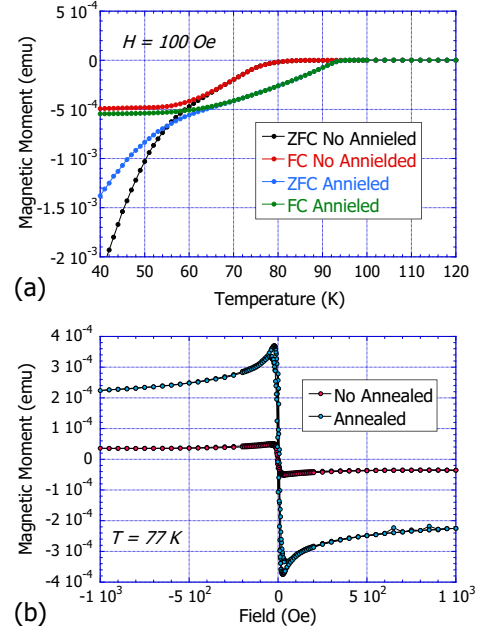 (a)
Magnetic Moment (emu)
0
-5 10⁻⁴
-1 10⁻³
-1.5 10⁻³
-2 10⁻³
H = 100 Oe
ZFC No Annieled
FC No Annielded
ZFC Annieled
FC Annieled
40 50 60 70 80 90 100 110 120
Temperature (K)
(b)
Magnetic Moment (emu)
4 10⁻⁴
3 10⁻⁴
2 10⁻⁴
1 10⁻⁴
0
-1 10⁻⁴
-2 10⁻⁴
-3 10⁻⁴
-4 10⁻⁴
No Annealed
Annealed
T = 77 K
-1 10³ -5 10² 0 5 10² 1 10³
Field (Oe)